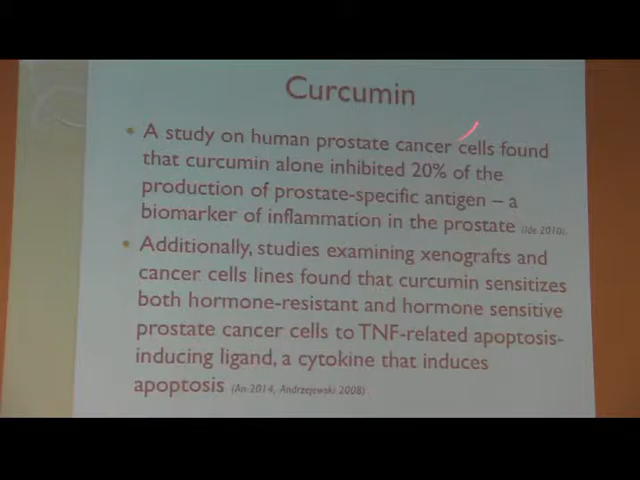 Curcumin
• A study on human prostate cancer cells found
that curcumin alone inhibited 20% of the
production of prostate-specific antigen – a
biomarker of inflammation in the prostate (Ide 2010).
• Additionally, studies examining xenografts and
cancer cells lines found that curcumin sensitizes
both hormone-resistant and hormone sensitive
prostate cancer cells to TNF-related apoptosis-
inducing ligand, a cytokine that induces
apoptosis (An 2014, Andrzejewski 2008)